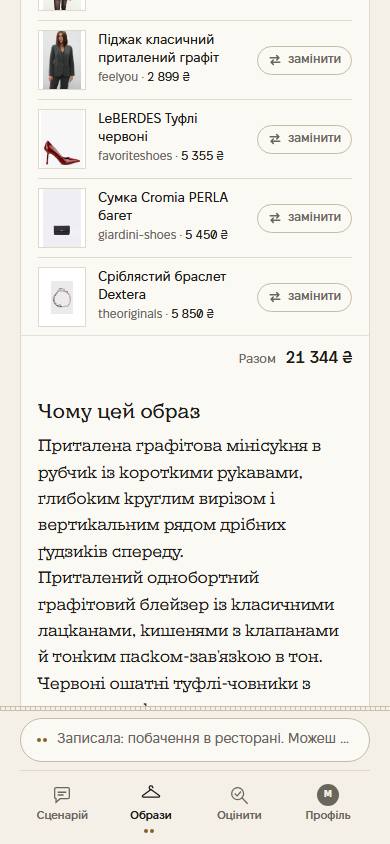 Піджак класичний
приталений графіт
feelyou · 2 899 ₴
замінити
LeBERDES Туфлі
червоні
favoriteshoes · 5 355 ₴
замінити
Сумка Cromia PERLA
багет
giardini-shoes · 5 450 ₴
замінити
Сріблястий браслет
Dextera
theoriginals · 5 850 ₴
замінити
Разом 21 344 ₴
Чому цей образ
Приталена графітова мінісукня в
рубчик із короткими рукавами,
глибоким круглим вирізом і
вертикальним рядом дрібних
ґудзиків спереду.
Приталений однобортний
графітовий блейзер із класичними
лацканами, кишенями з клапанами
й тонким паском-зав'язкою в тон.
Червоні ошатні туфлі-човники з
Записала: побачення в ресторані. Можеш ...
Сценарій
Образи
Оцінити
М
Профіль